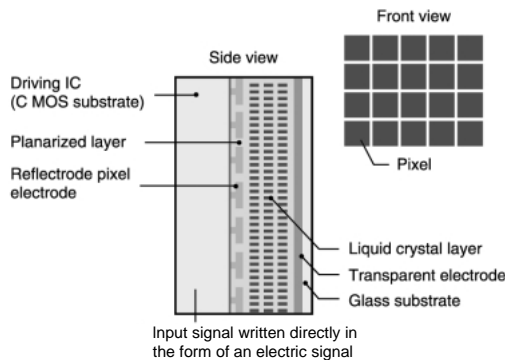 Front view
Side view
Driving IC
(C MOS substrate)
Planarized layer
Reflectrode pixel
electrode
Pixel
Liquid crystal layer
Transparent electrode
Glass substrate
Input signal written directly in
the form of an electric signal